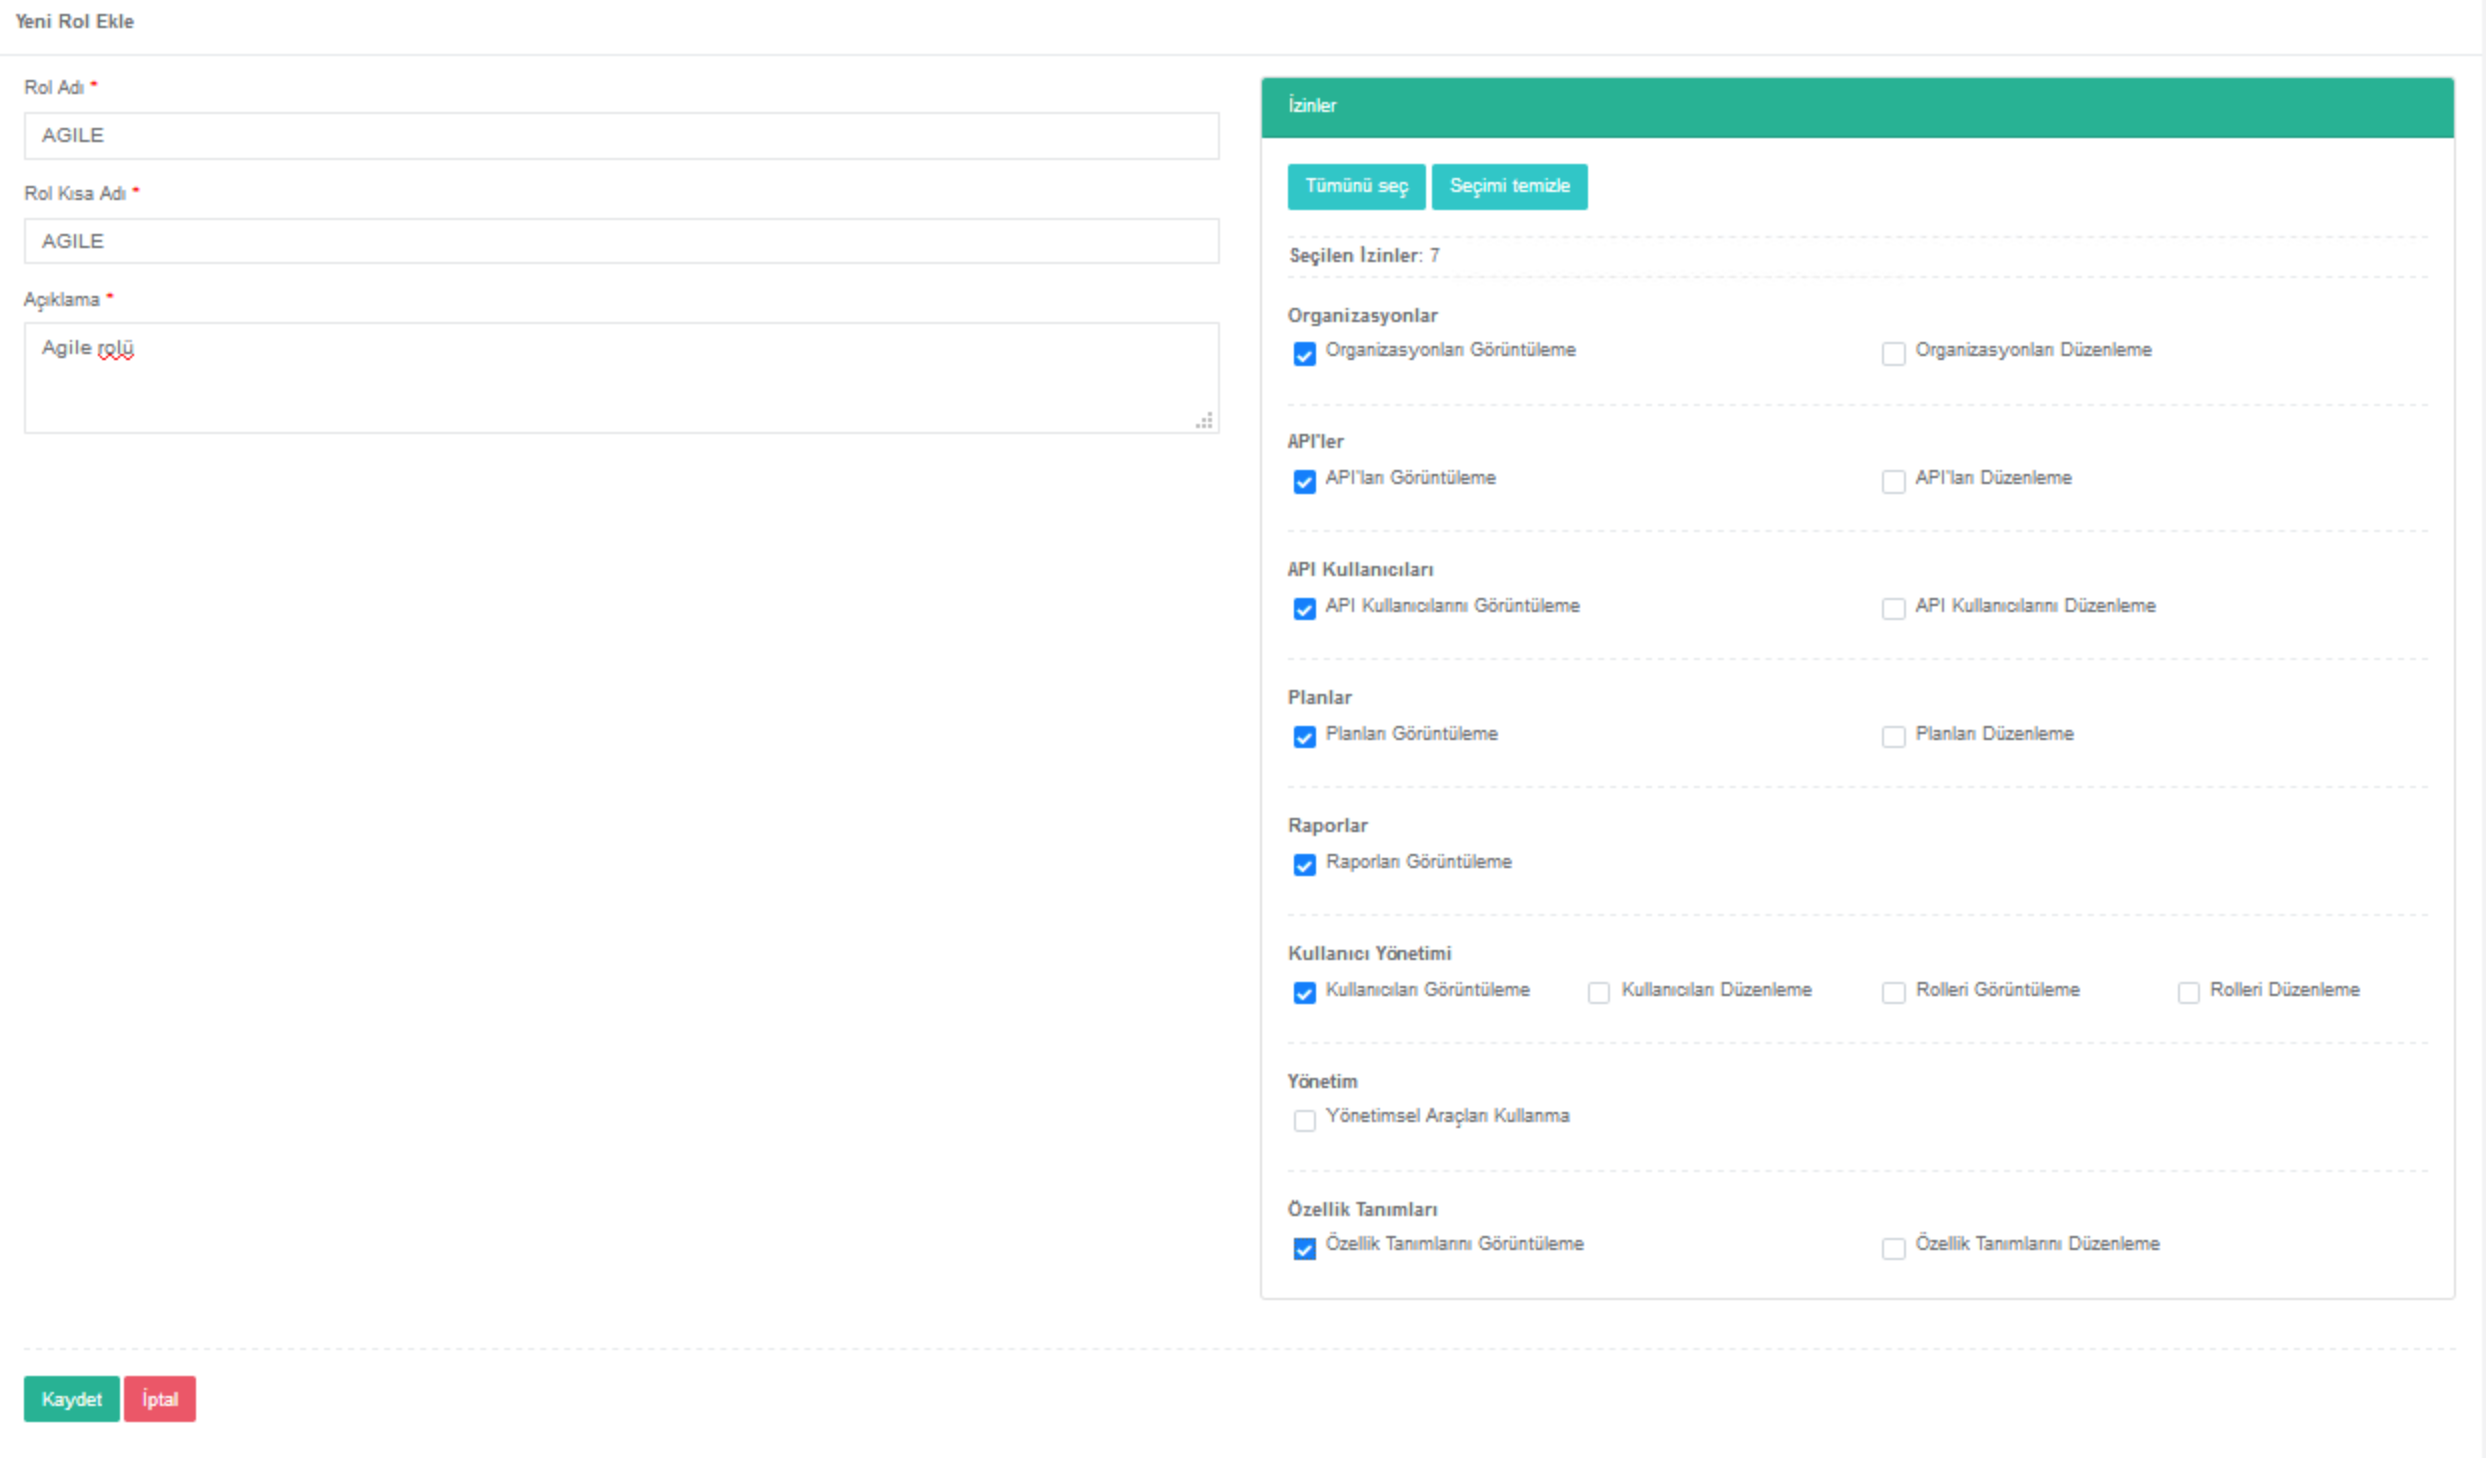 Yeni Rol Ekle
Rol Adı *
AGILE
Rol Kısa Adı *
AGILE
Açıklama *
Agile rolü
İzinler
Tümünü seç Seçimi temizle
Seçilen İzinler: 7
Organizasyonlar
Organizasyonları Görüntüleme Organizasyonları Düzenleme
API'ler
API'ları Görüntüleme API'ları Düzenleme
API Kullanıcıları
API Kullanıcılarını Görüntüleme API Kullanıcılarını Düzenleme
Planlar
Planları Görüntüleme Planları Düzenleme
Raporlar
Raporları Görüntüleme
Kullanıcı Yönetimi
Kullanıcıları Görüntüleme Kullanıcıları Düzenleme Rolleri Görüntüleme Rolleri Düzenleme
Yönetim
Yönetimsel Araçları Kullanma
Özellik Tanımları
Özellik Tanımlarını Görüntüleme Özellik Tanımlarını Düzenleme
Kaydet İptal